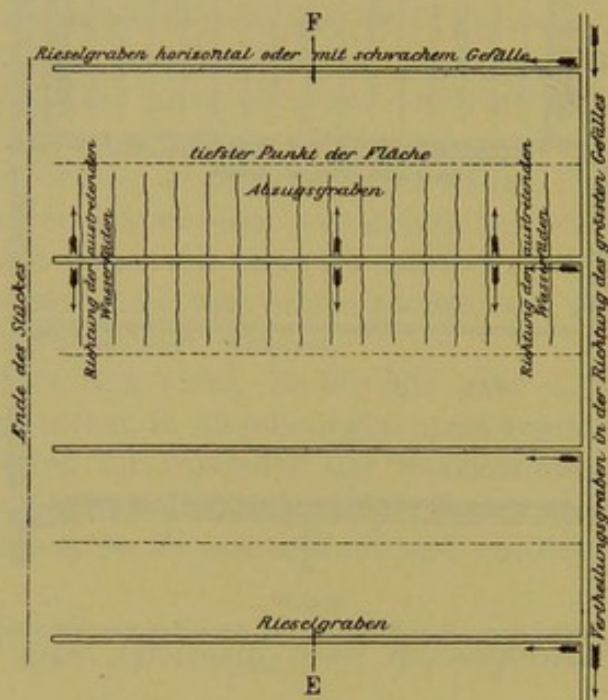 F
Rieselgraben horizontal oder mit schwachem Gefälle
tiefster Punkt der Fläche
Abzugsgraben
Richtung der austretenden
Wasserfäden
Richtung der austretenden
Wasserfäden
Ende des Stückes
Vertheilungsgraben in der Richtung des grössten Gefälles
Rieselgraben
E